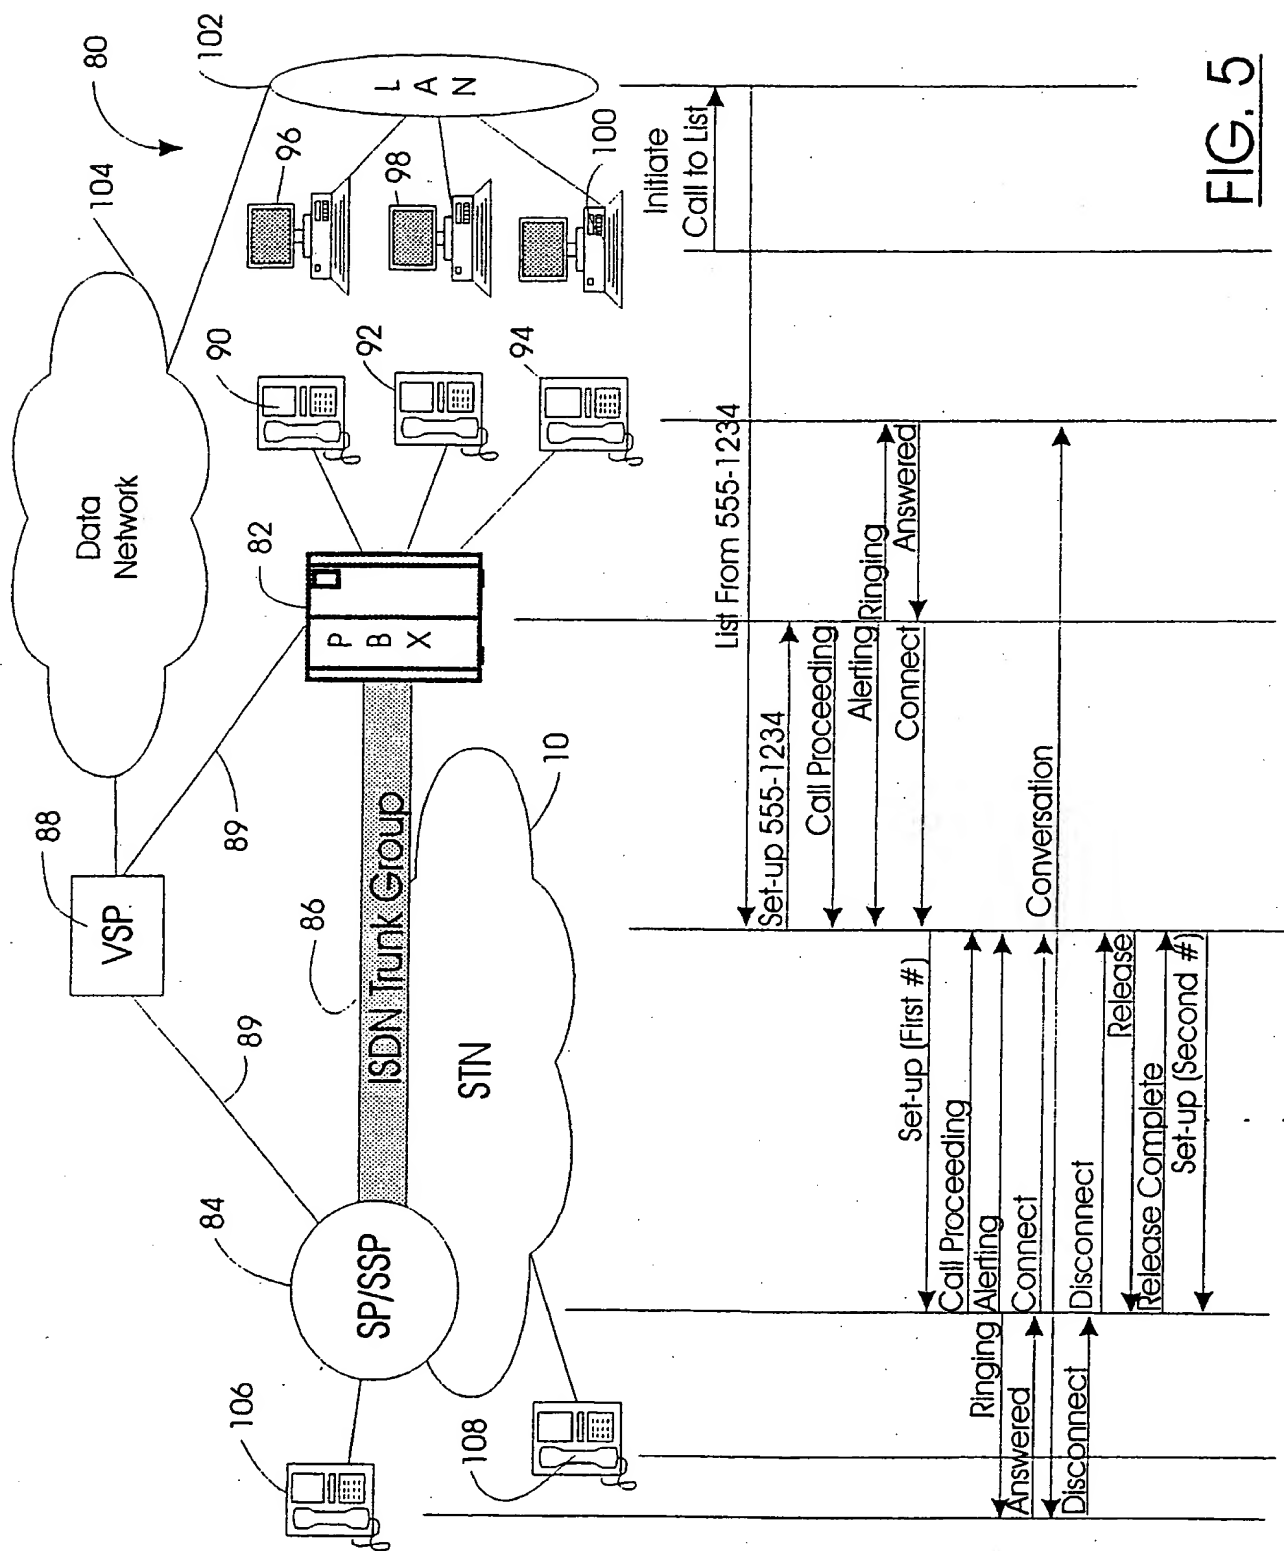 80
102
LAN
104
96
98
100
Data
Network
90
92
94
82
PBX
88
VSP
89
89
86
ISDN Trunk Group
10
STN
84
SP/SSP
106
108
Initiate
Call to List
List From 555-1234
Set-up 555-1234
Call Proceeding
Alerting
Ringing
Answered
Connect
Set-up (First #)
Call Proceeding
Alerting
Ringing
Answered
Connect
Conversation
Disconnect
Disconnect
Release
Release Complete
Set-up (Second #)
FIG. 5